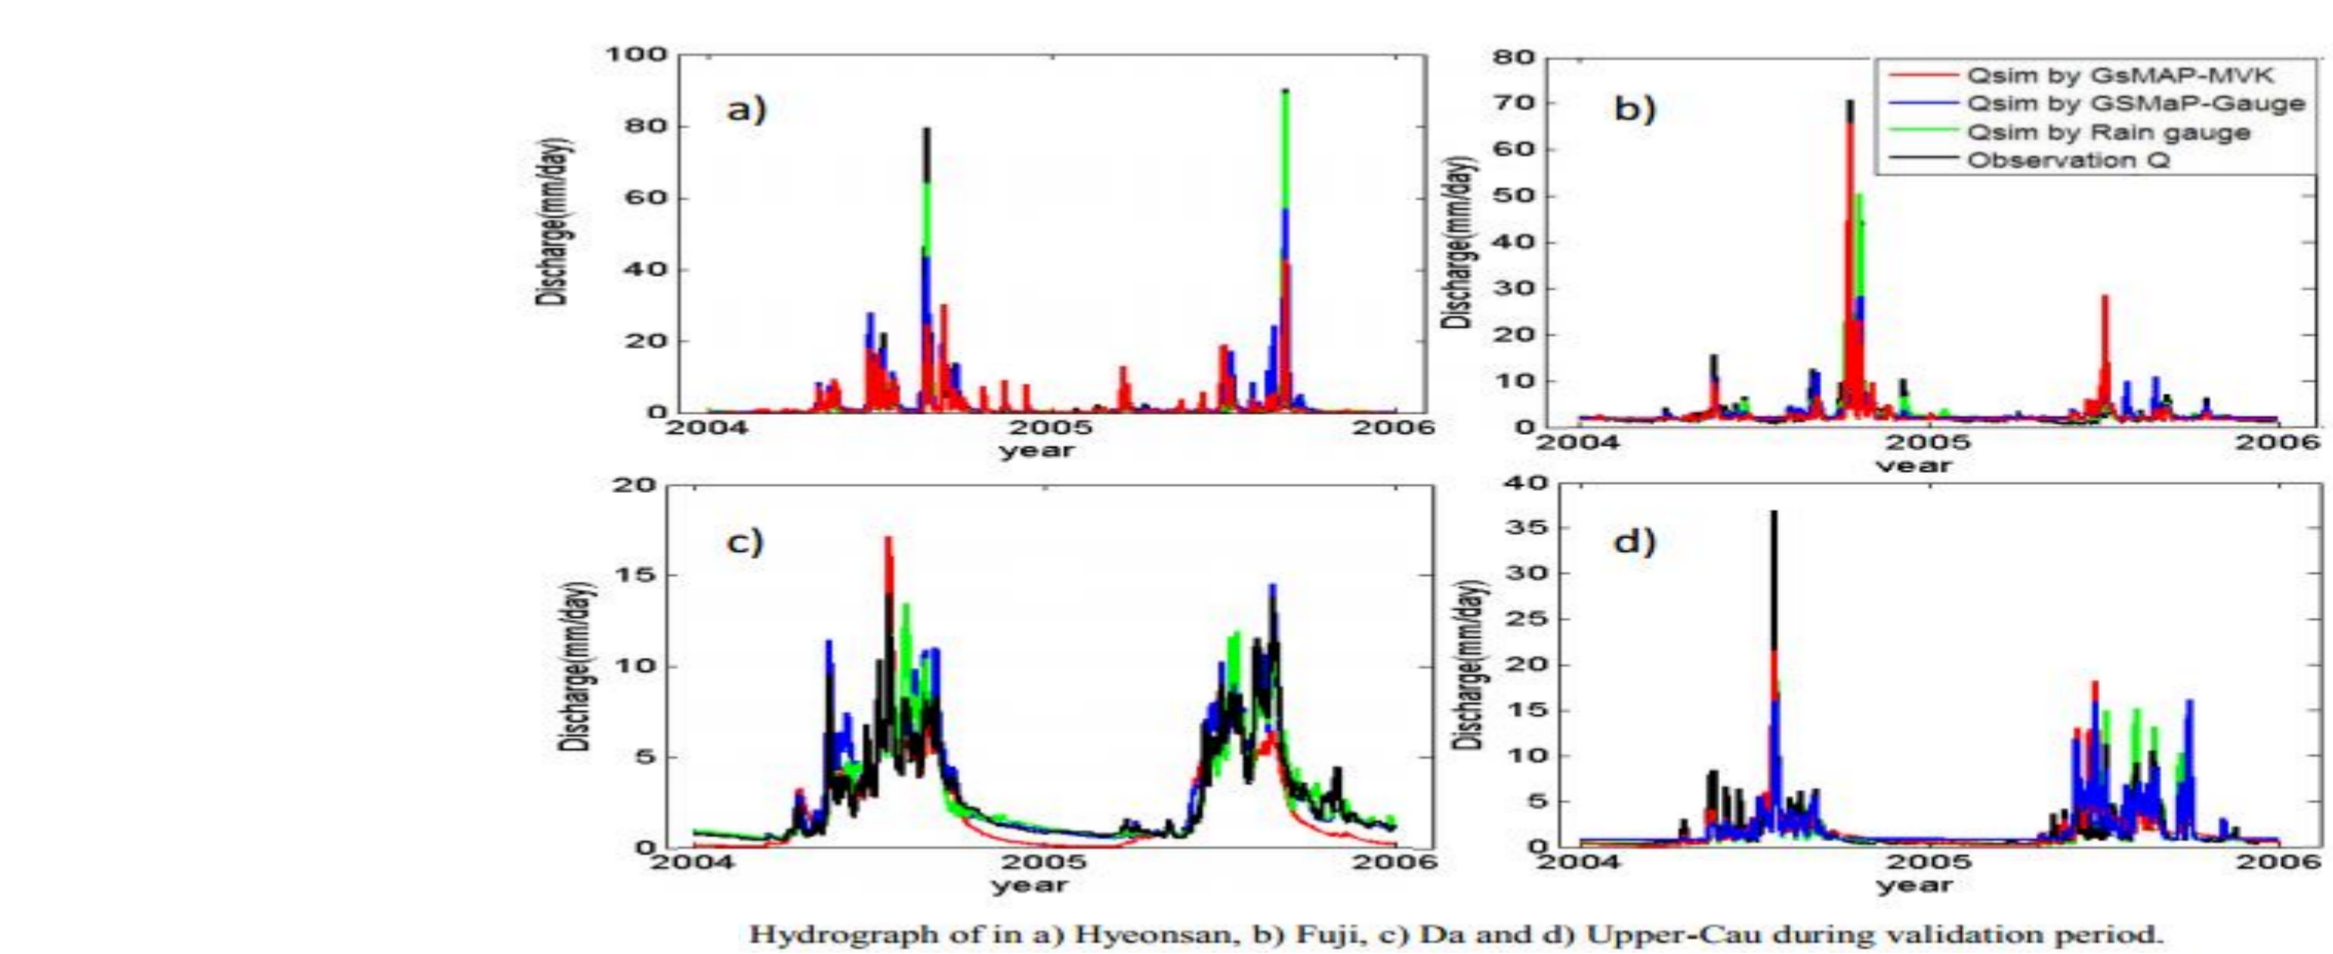 100
80
60
40
20
0
Discharge(mm/day)
a)
2004
2005
2006
year
80
70
60
50
40
30
20
10
0
Discharge(mm/day)
b)
Qsim by GsMAP-MVK
Qsim by GSMaP-Gauge
Qsim by Rain gauge
Observation Q
2004
2005
2006
year
20
15
10
5
0
Discharge(mm/day)
c)
2004
2005
2006
year
40
35
30
25
20
15
10
5
0
Discharge(mm/day)
d)
2004
2005
2006
year
Hydrograph of in a) Hyeonsan, b) Fuji, c) Da and d) Upper-Cau during validation period.